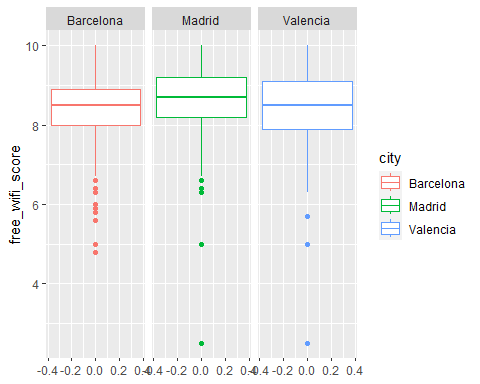 Barcelona Madrid Valencia
10
8
6
4
free_wifi_score
-0.4 -0.2 0.0 0.2 0.4 -0.4 -0.2 0.0 0.2 0.4 -0.4 -0.2 0.0 0.2 0.4
city
Barcelona
Madrid
Valencia